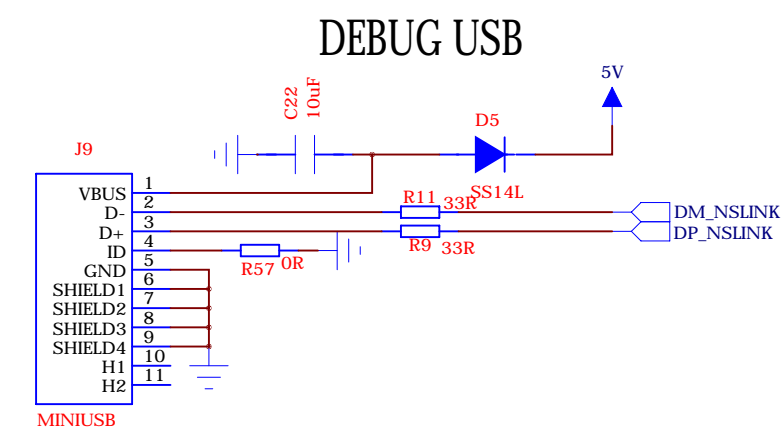 DEBUG USB
5V
C22
10uF
D5
J9
SS14L
VBUS 1
D- 2
R11 33R
DM_NSLINK
D+ 3
R9 33R
DP_NSLINK
ID 4
R57 0R
GND 5
SHIELD1 6
SHIELD2 7
SHIELD3 8
SHIELD4 9
H1 10
H2 11
MINIUSB